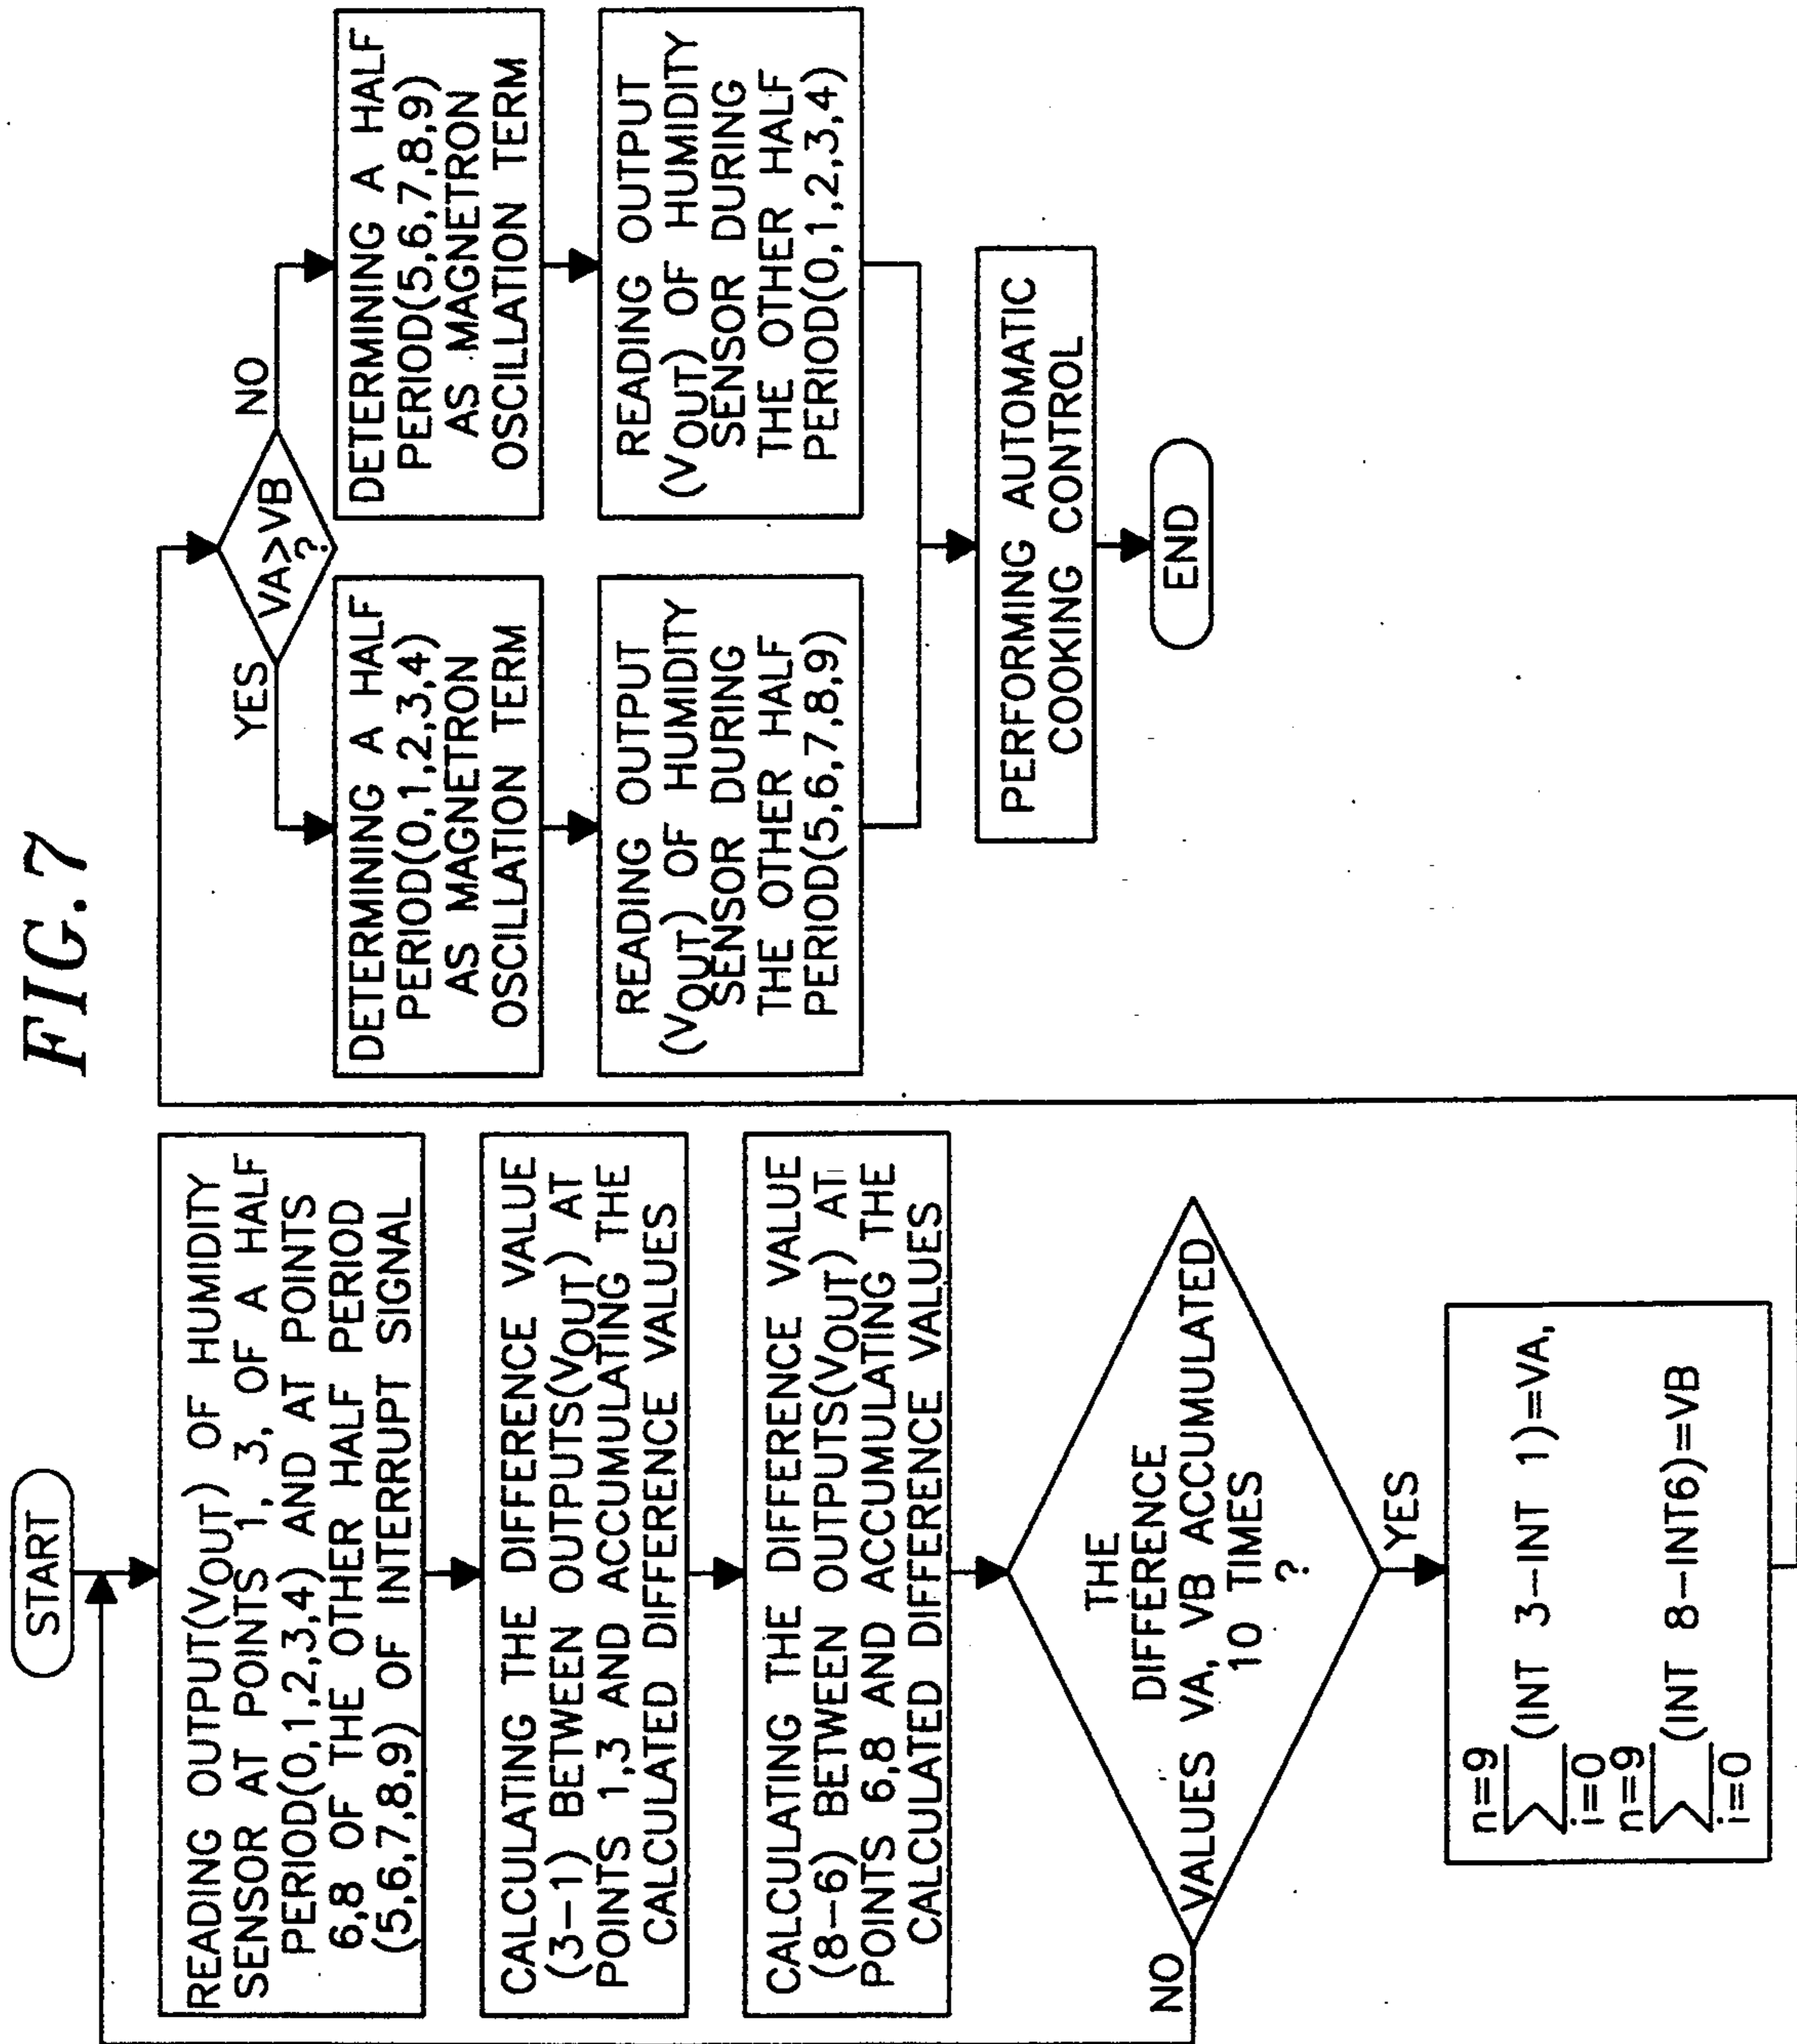 FIG. 7
START
READING OUTPUT(VOUT) OF HUMIDITY
SENSOR AT POINTS 1, 3, OF A HALF
PERIOD(0,1,2,3,4) AND AT POINTS
6,8 OF THE OTHER HALF PERIOD
(5,6,7,8,9) OF INTERRUPT SIGNAL
CALCULATING THE DIFFERENCE VALUE
(3-1) BETWEEN OUTPUTS(VOUT) AT
POINTS 1,3 AND ACCUMULATING THE
CALCULATED DIFFERENCE VALUES
CALCULATING THE DIFFERENCE VALUE
(8-6) BETWEEN OUTPUTS(VOUT) AT
POINTS 6,8 AND ACCUMULATING THE
CALCULATED DIFFERENCE VALUES
THE
DIFFERENCE
VALUES VA, VB ACCUMULATED
10 TIMES
?
NO
YES
n=9
∑ (INT 3-INT 1)=VA,
i=0
n=9
∑ (INT 8-INT6)=VB
i=0
VA>VB
?
YES
NO
DETERMINING A HALF
PERIOD(0,1,2,3,4)
AS MAGNETRON
OSCILLATION TERM
READING OUTPUT
(VOUT) OF HUMIDITY
SENSOR DURING
THE OTHER HALF
PERIOD(5,6,7,8,9)
DETERMINING A HALF
PERIOD(5,6,7,8,9)
AS MAGNETRON
OSCILLATION TERM
READING OUTPUT
(VOUT) OF HUMIDITY
SENSOR DURING
THE OTHER HALF
PERIOD(0,1,2,3,4)
PERFORMING AUTOMATIC
COOKING CONTROL
END